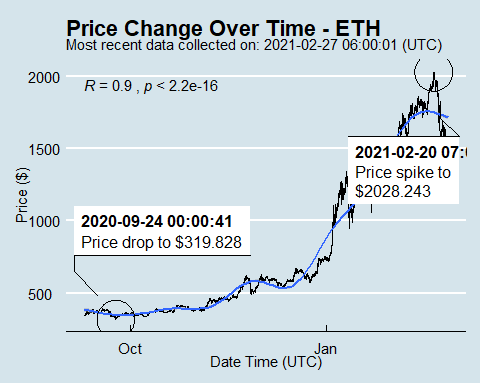 Price Change Over Time - ETH
Most recent data collected on: 2021-02-27 06:00:01 (UTC)
R = 0.9 , p < 2.2e-16
2000
1500
1000
500
Price ($)
2021-02-20 07:0
Price spike to
$2028.243
2020-09-24 00:00:41
Price drop to $319.828
Oct
Jan
Date Time (UTC)